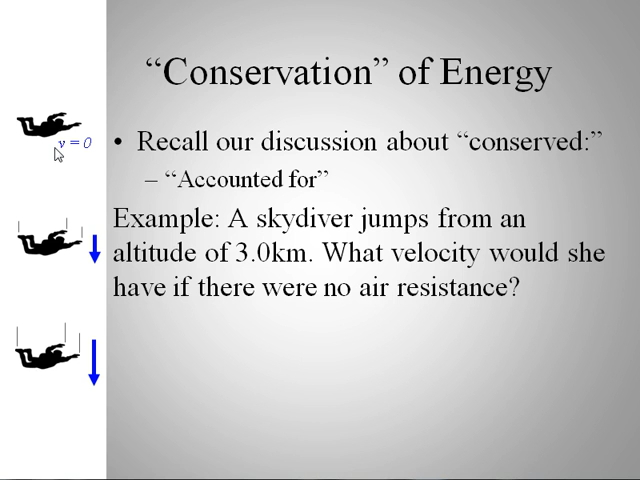 “Conservation” of Energy
v = 0
• Recall our discussion about “conserved:”
– “Accounted for”
Example: A skydiver jumps from an
altitude of 3.0km. What velocity would she
have if there were no air resistance?